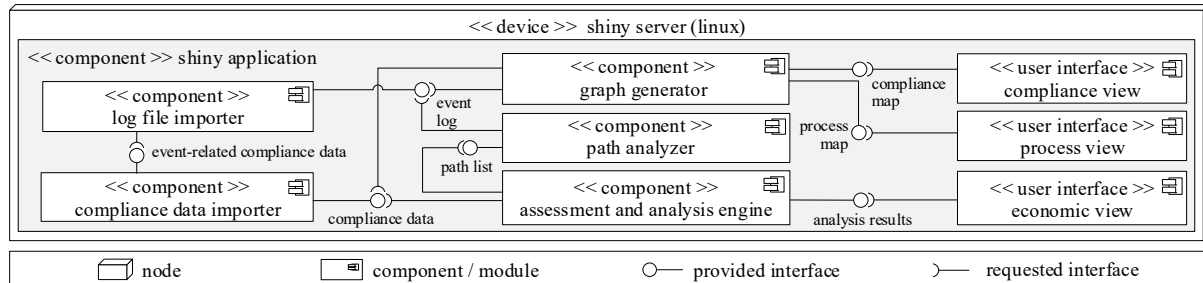 << device >> shiny server (linux)
<< component >> shiny application
<< component >>
log file importer
event-related compliance data
<< component >>
compliance data importer
compliance data
event
log
path list
<< component >>
graph generator
<< component >>
path analyzer
<< component >>
assessment and analysis engine
compliance
map
process
map
analysis results
<< user interface >>
compliance view
<< user interface >>
process view
<< user interface >>
economic view
node
component / module
provided interface
requested interface